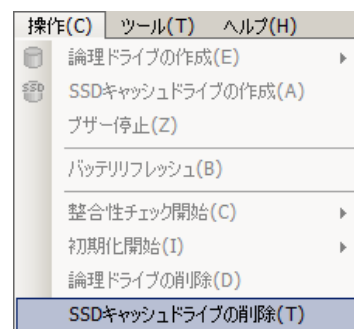 操作(C) ツール(T) ヘルプ(H)
論理ドライブの作成(E)
SSD
SSDキャッシュドライブの作成(A)
ブザー停止(Z)
バッテリリフレッシュ(B)
整合性チェック開始(C)
初期化開始(I)
論理ドライブの削除(D)
SSDキャッシュドライブの削除(T)